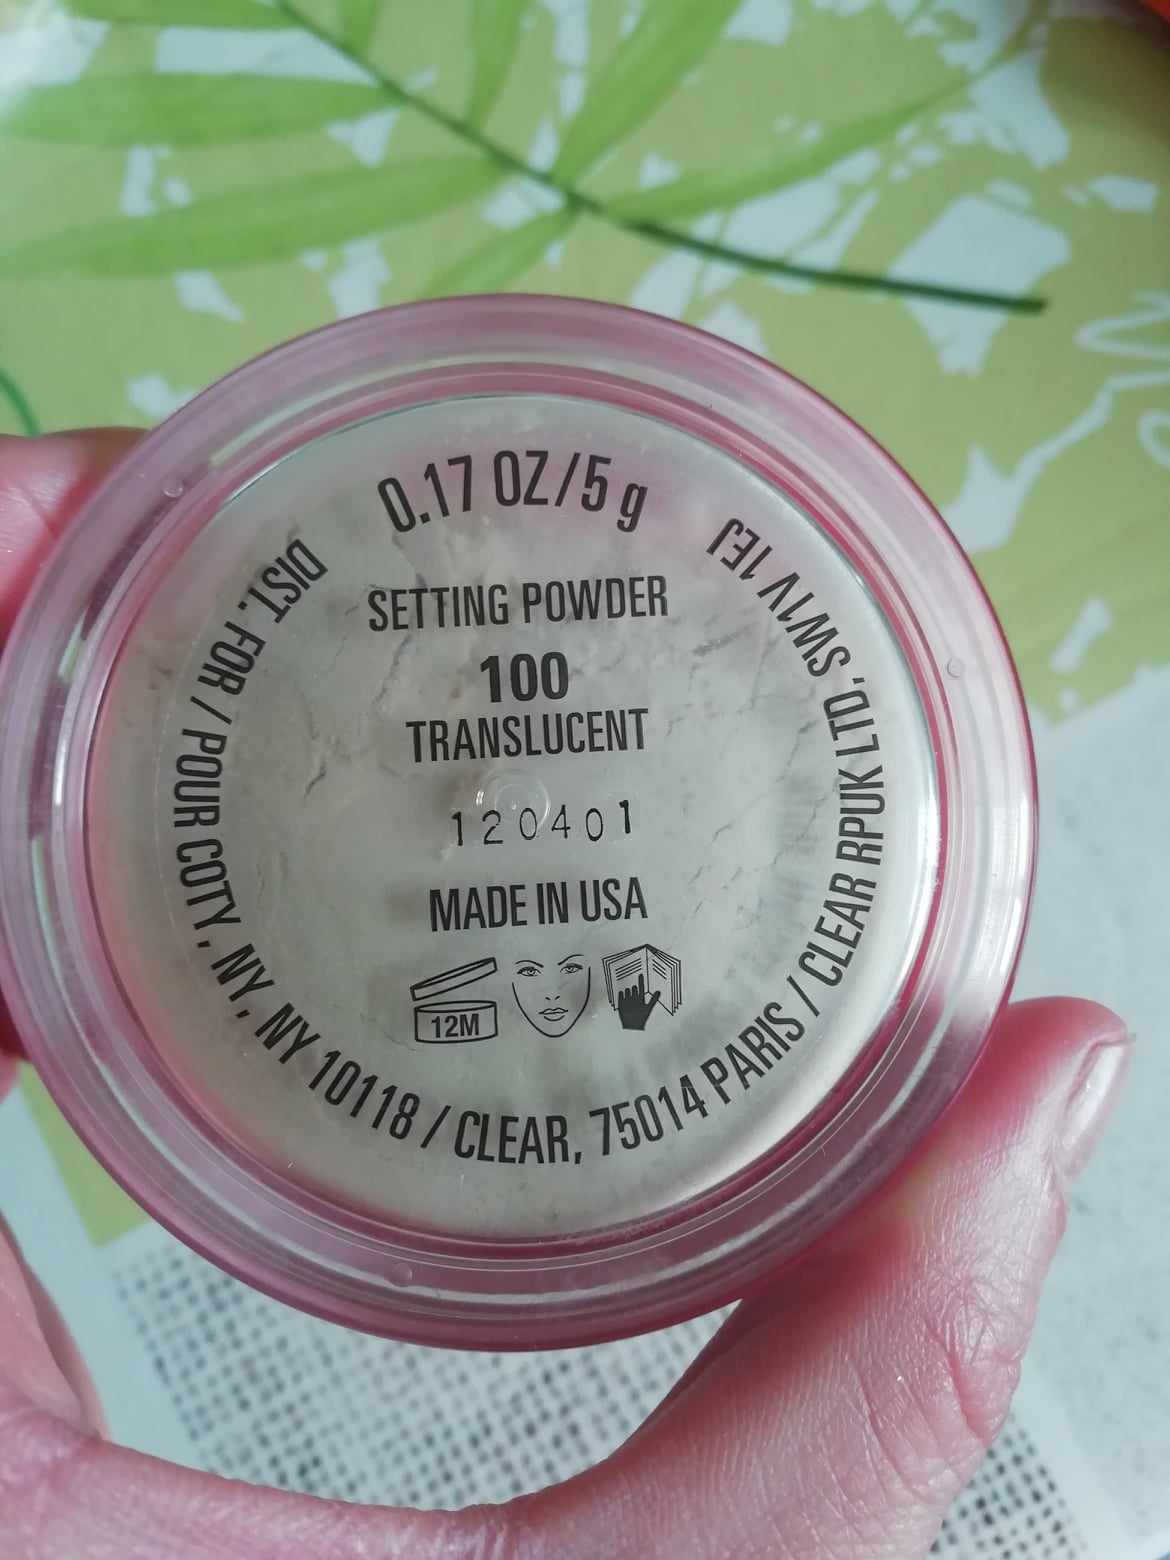 0.17 OZ/5 g
SETTING POWDER
100
TRANSLUCENT
120401
MADE IN USA
12M
DIST. FOR / POUR COTY, NY, NY 10118 / CLEAR, 75014 PARIS / CLEAR RPUK LTD. SW1V 1EJ